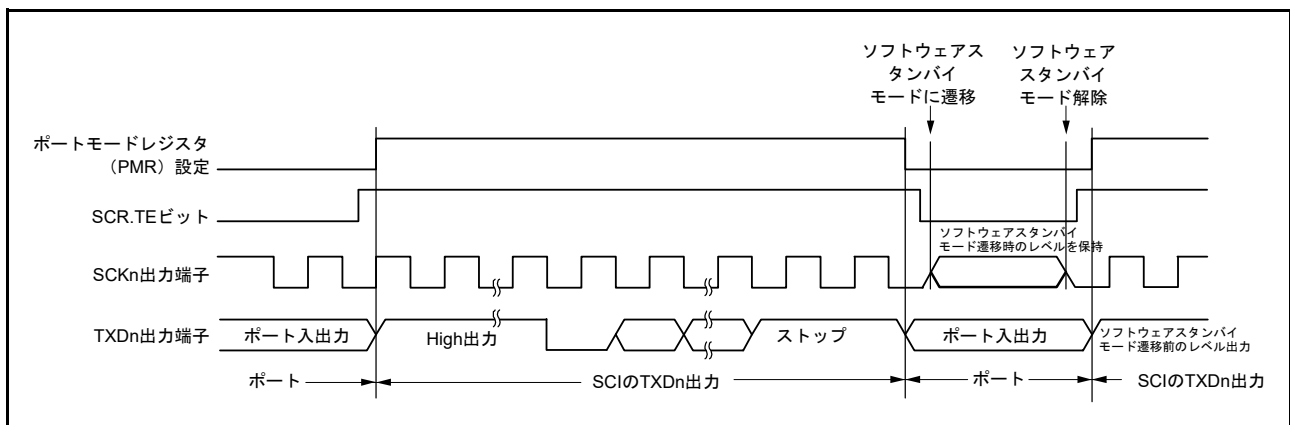 ソフトウェアス
タンバイ
モードに遷移
ソフトウェア
スタンバイ
モード解除
ポートモードレジスタ
（PMR）設定
SCR.TEビット
ソフトウェアスタンバイ
モード遷移時のレベルを保持
SCKn出力端子
TXDn出力端子
ポート入出力
High出力
ストップ
ポート入出力
ソフトウェアスタンバイ
モード遷移前のレベル出力
ポート
SCIのTXDn出力
ポート
SCIのTXDn出力